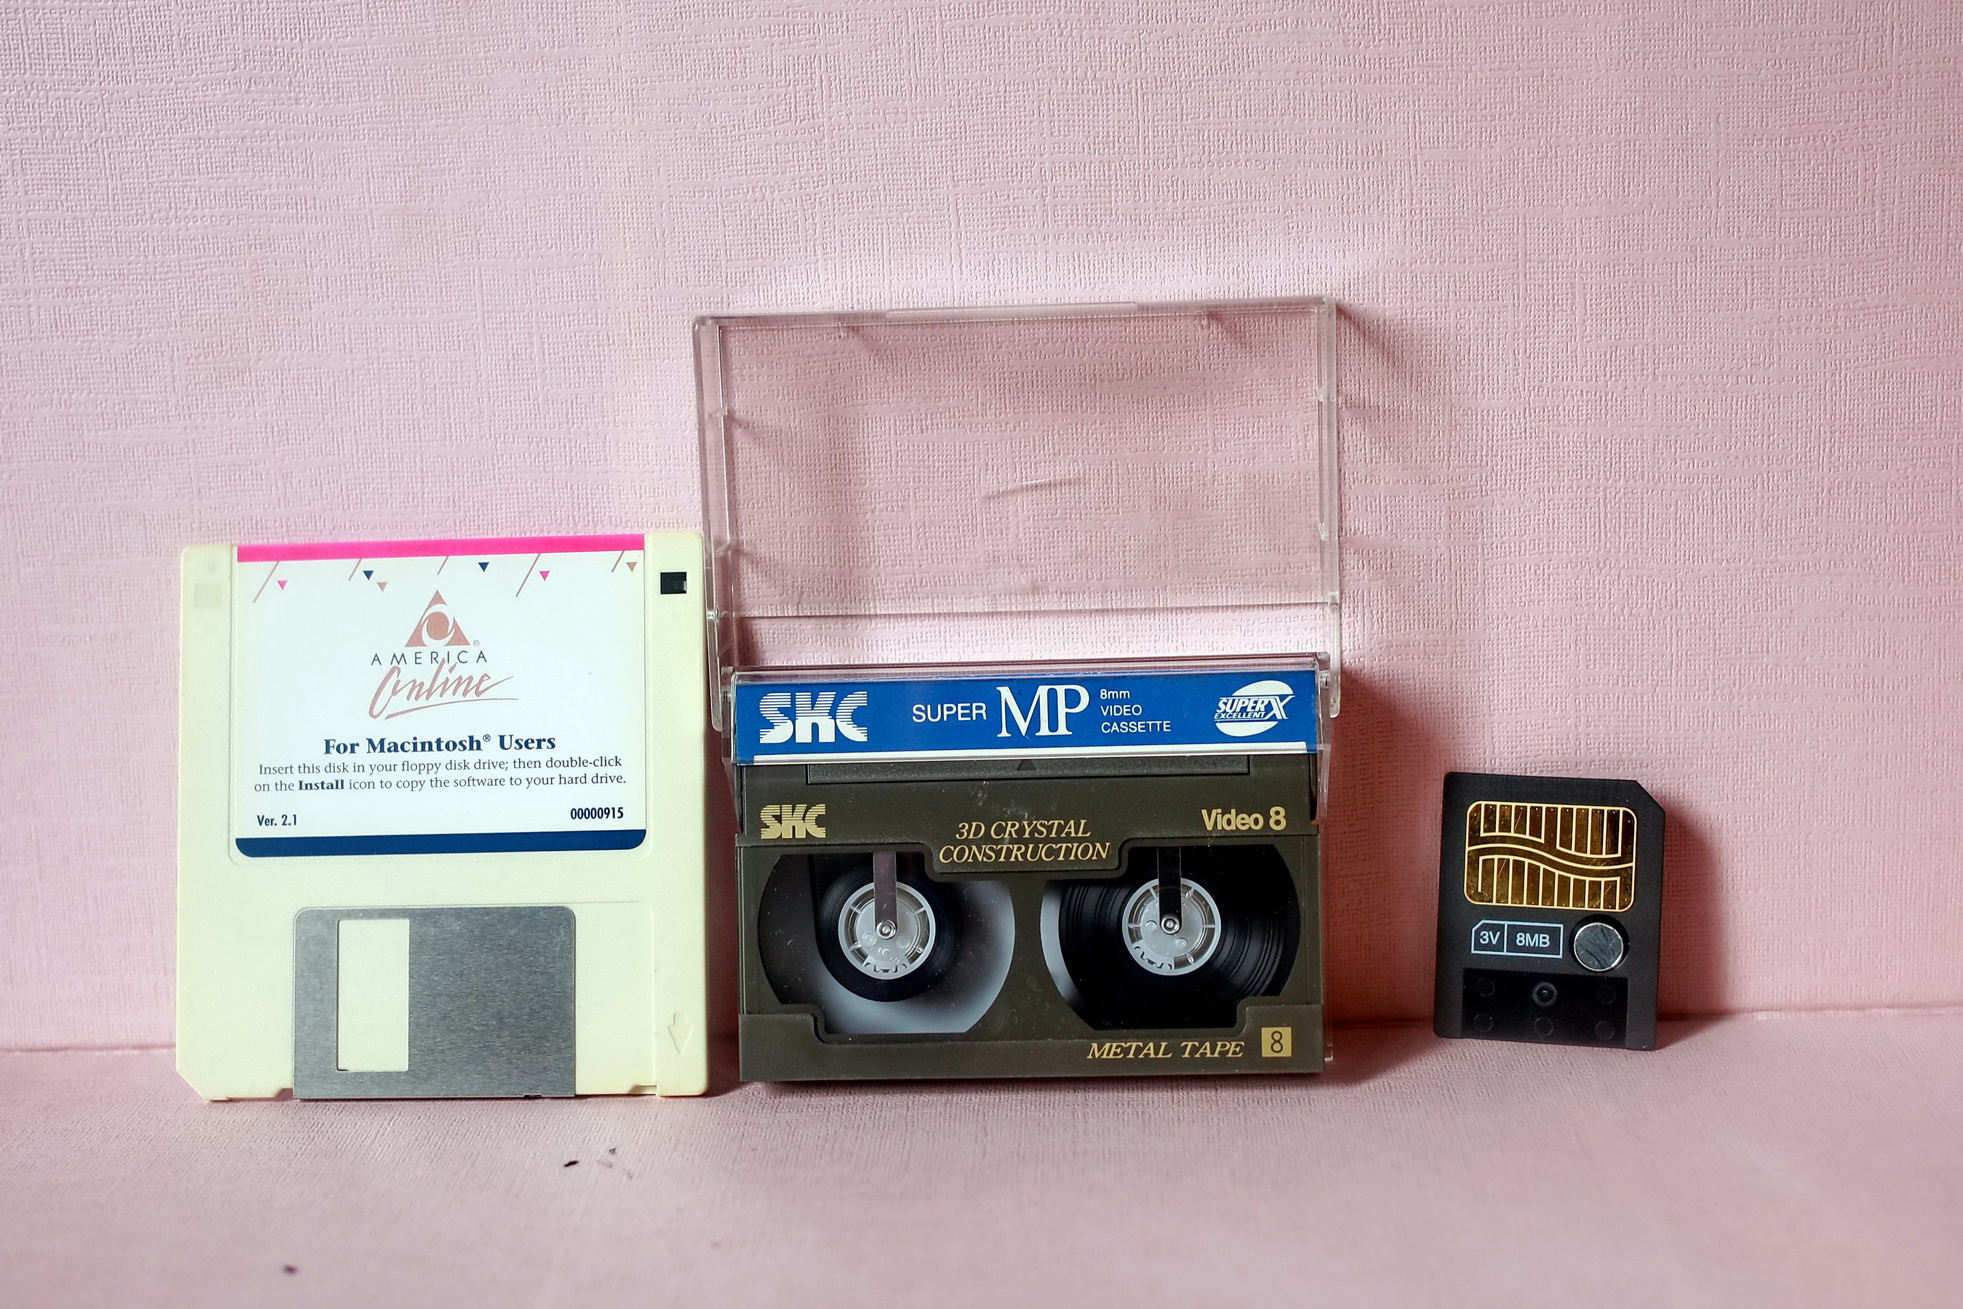 AMERICA
Online
For Macintosh® Users
Insert this disk in your floppy disk drive; then double-click
on the Install icon to copy the software to your hard drive.
Ver. 2.1 00000915
SKC SUPER MP 8mm
VIDEO
CASSETTE
SUPER X
EXCELLENT
SKC
Video 8
3D CRYSTAL
CONSTRUCTION
METAL TAPE 8
3V 8MB